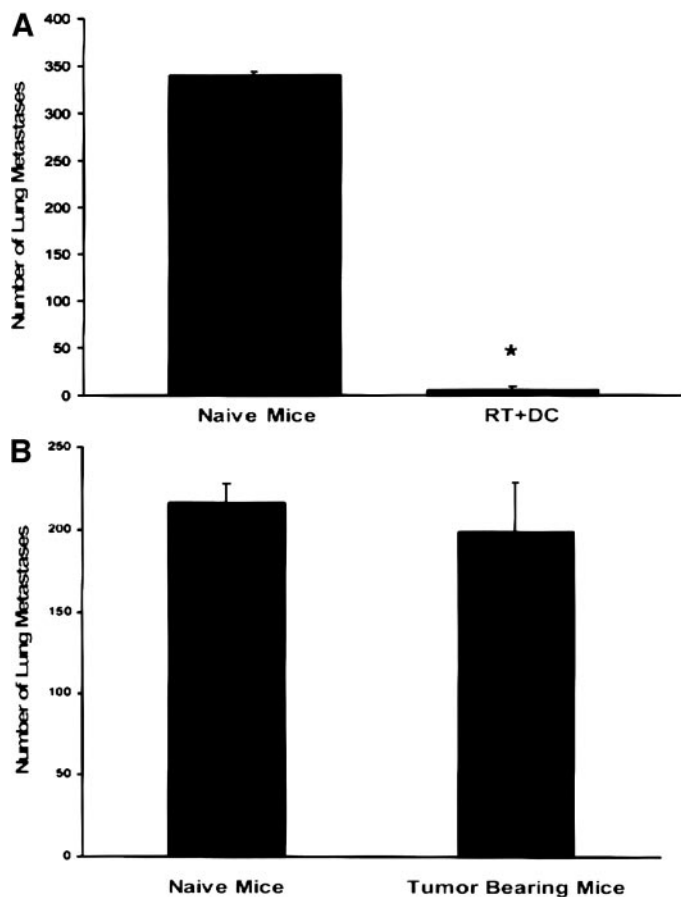 A
Number of Lung Metastases
400
350
300
250
200
150
100
50
0
*
Naive Mice RT+DC
B
Number of Lung Metastases
250
200
150
100
50
0
Naive Mice Tumor Bearing Mice